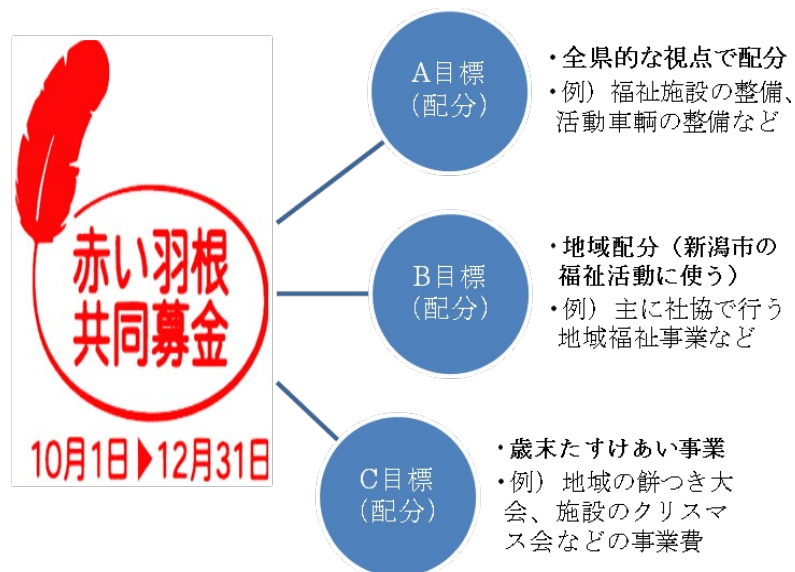 赤い羽根
共同募金
10月1日▶12月31日
A目標
(配分)
・全県的な視点で配分
・例）福祉施設の整備、
活動車輌の整備など
B目標
(配分)
・地域配分（新潟市の
福祉活動に使う）
・例）主に社協で行う
地域福祉事業など
C目標
(配分)
・歳末たすけあい事業
・例）地域の餅つき大
会、施設のクリスマ
ス会などの事業費